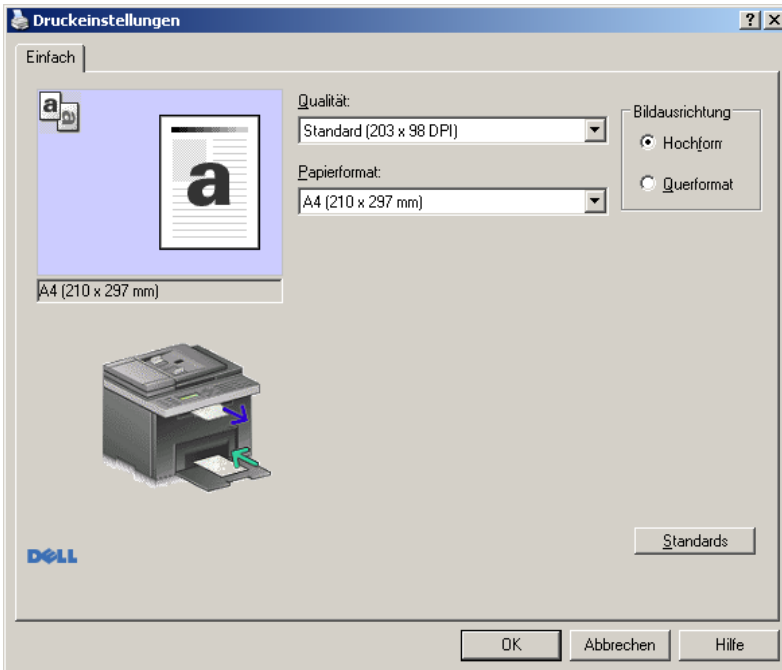 Druckeinstellungen
Einfach
a
a
Qualität:
Standard (203 x 98 DPI)
Papierformat:
A4 (210 x 297 mm)
Bildausrichtung
Hochform
Querformat
A4 (210 x 297 mm)
DELL
Standards
OK
Abbrechen
Hilfe